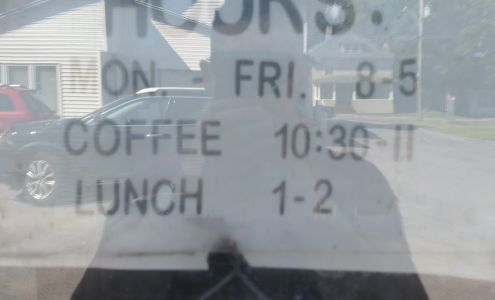 HOURS:
MON. - FRI. 8-5
COFFEE 10:30-11
LUNCH 1-2